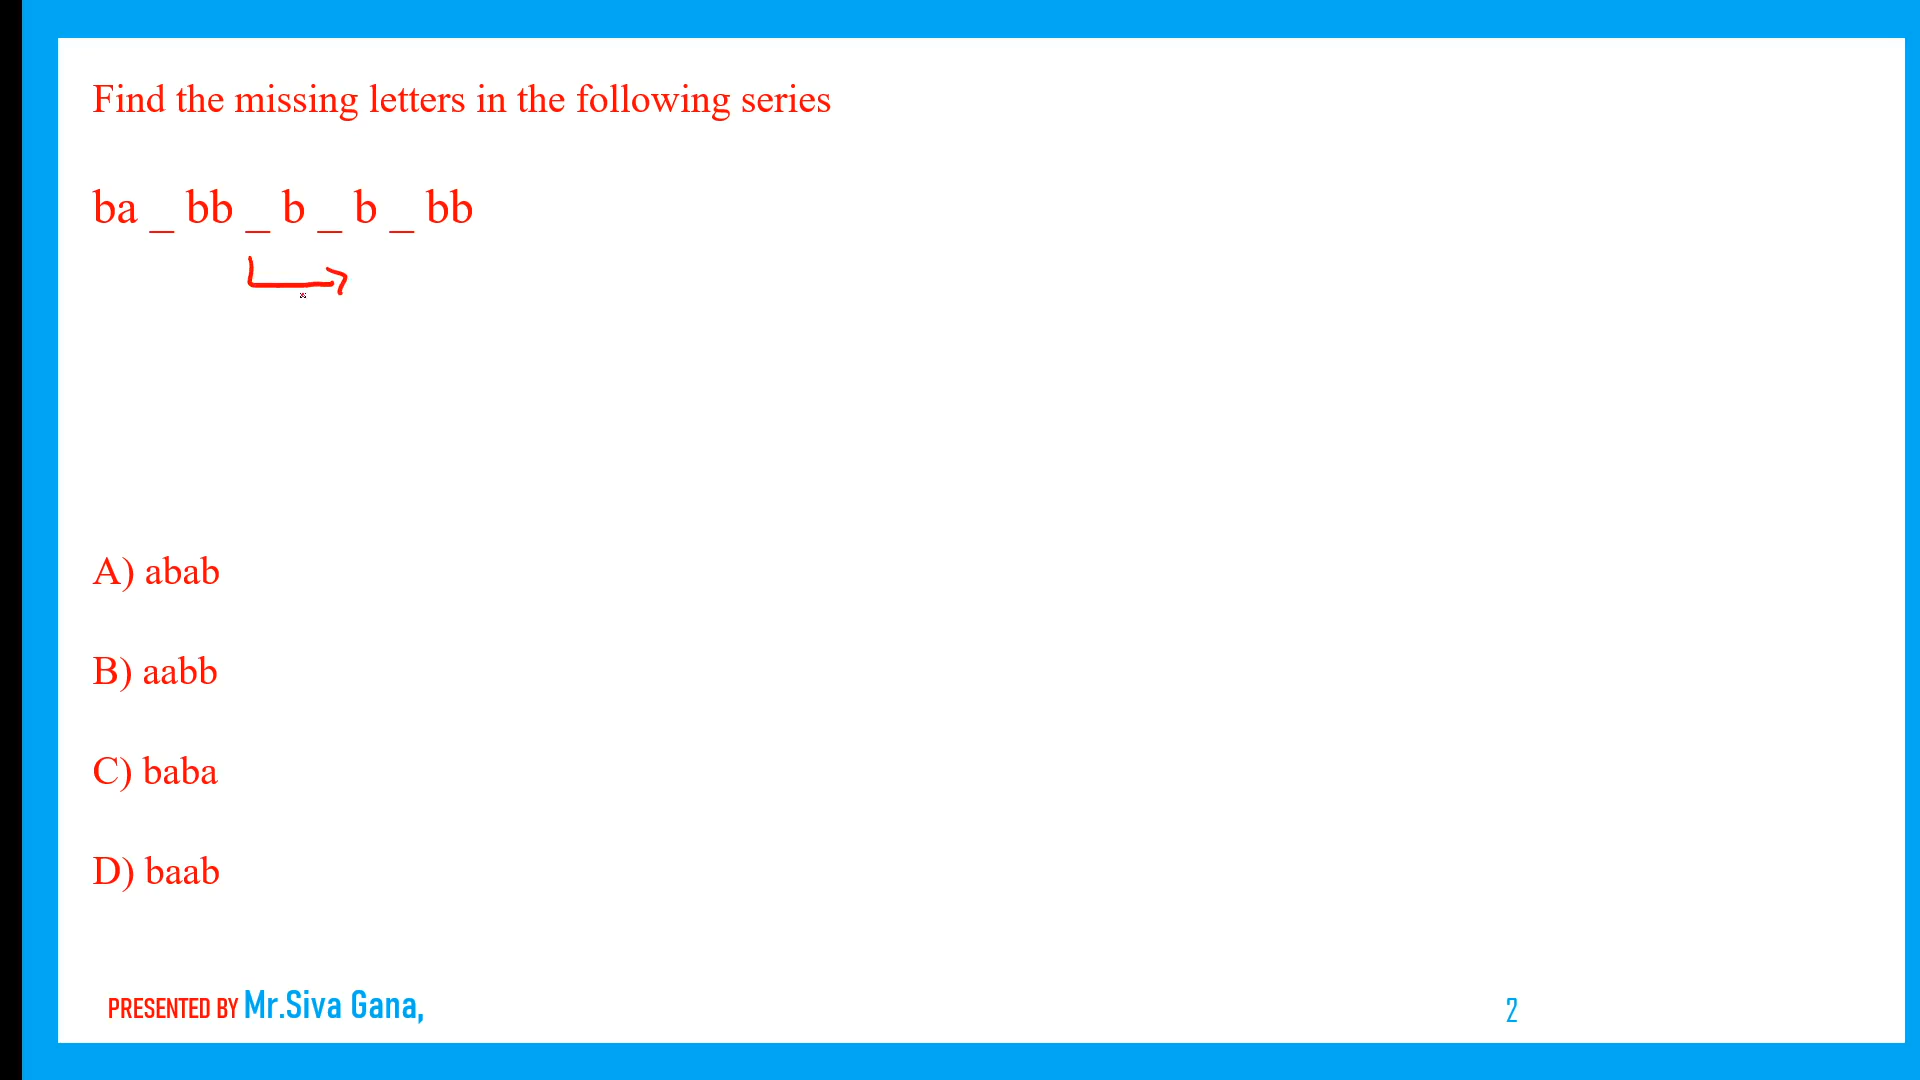 Find the missing letters in the following series
ba _ bb _ b _ b _ bb
A) abab
B) aabb
C) baba
D) baab
PRESENTED BY Mr.Siva Gana,
2